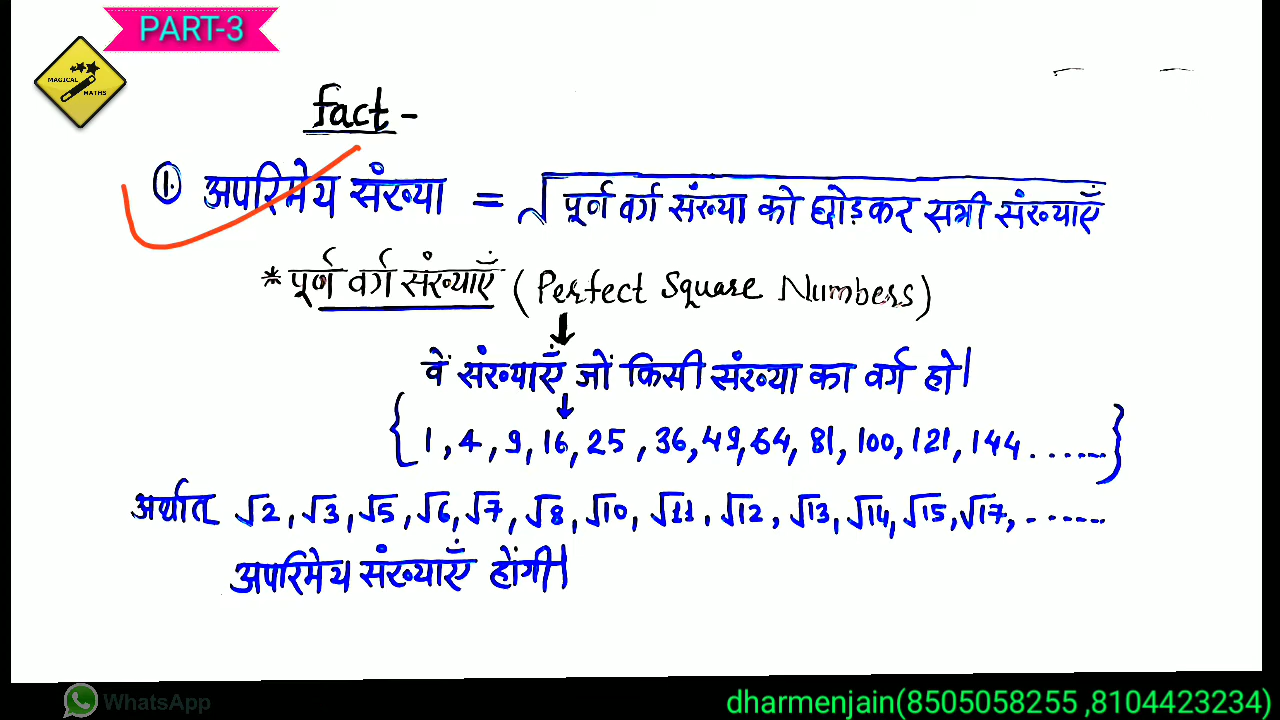 PART-3
MAGICAL MATHS
fact -
① अपरिमेय संख्या = √पूर्ण वर्ग संख्या को छोड़कर सभी संख्याएँ
* पूर्ण वर्ग संख्याएँ (Perfect Square Numbers)
↓
वें संख्याएँ जों किसी संख्या का वर्ग हो।
↓
{1, 4, 9, 16, 25, 36, 49, 64, 81, 100, 121, 144 ......}
अर्थात √2, √3, √5, √6, √7, √8, √10, √11, √12, √13, √14, √15, √17, ......
अपरिमेय संख्याएँ होंगी।
WhatsApp
dharmenjain(8505058255 ,8104423234)